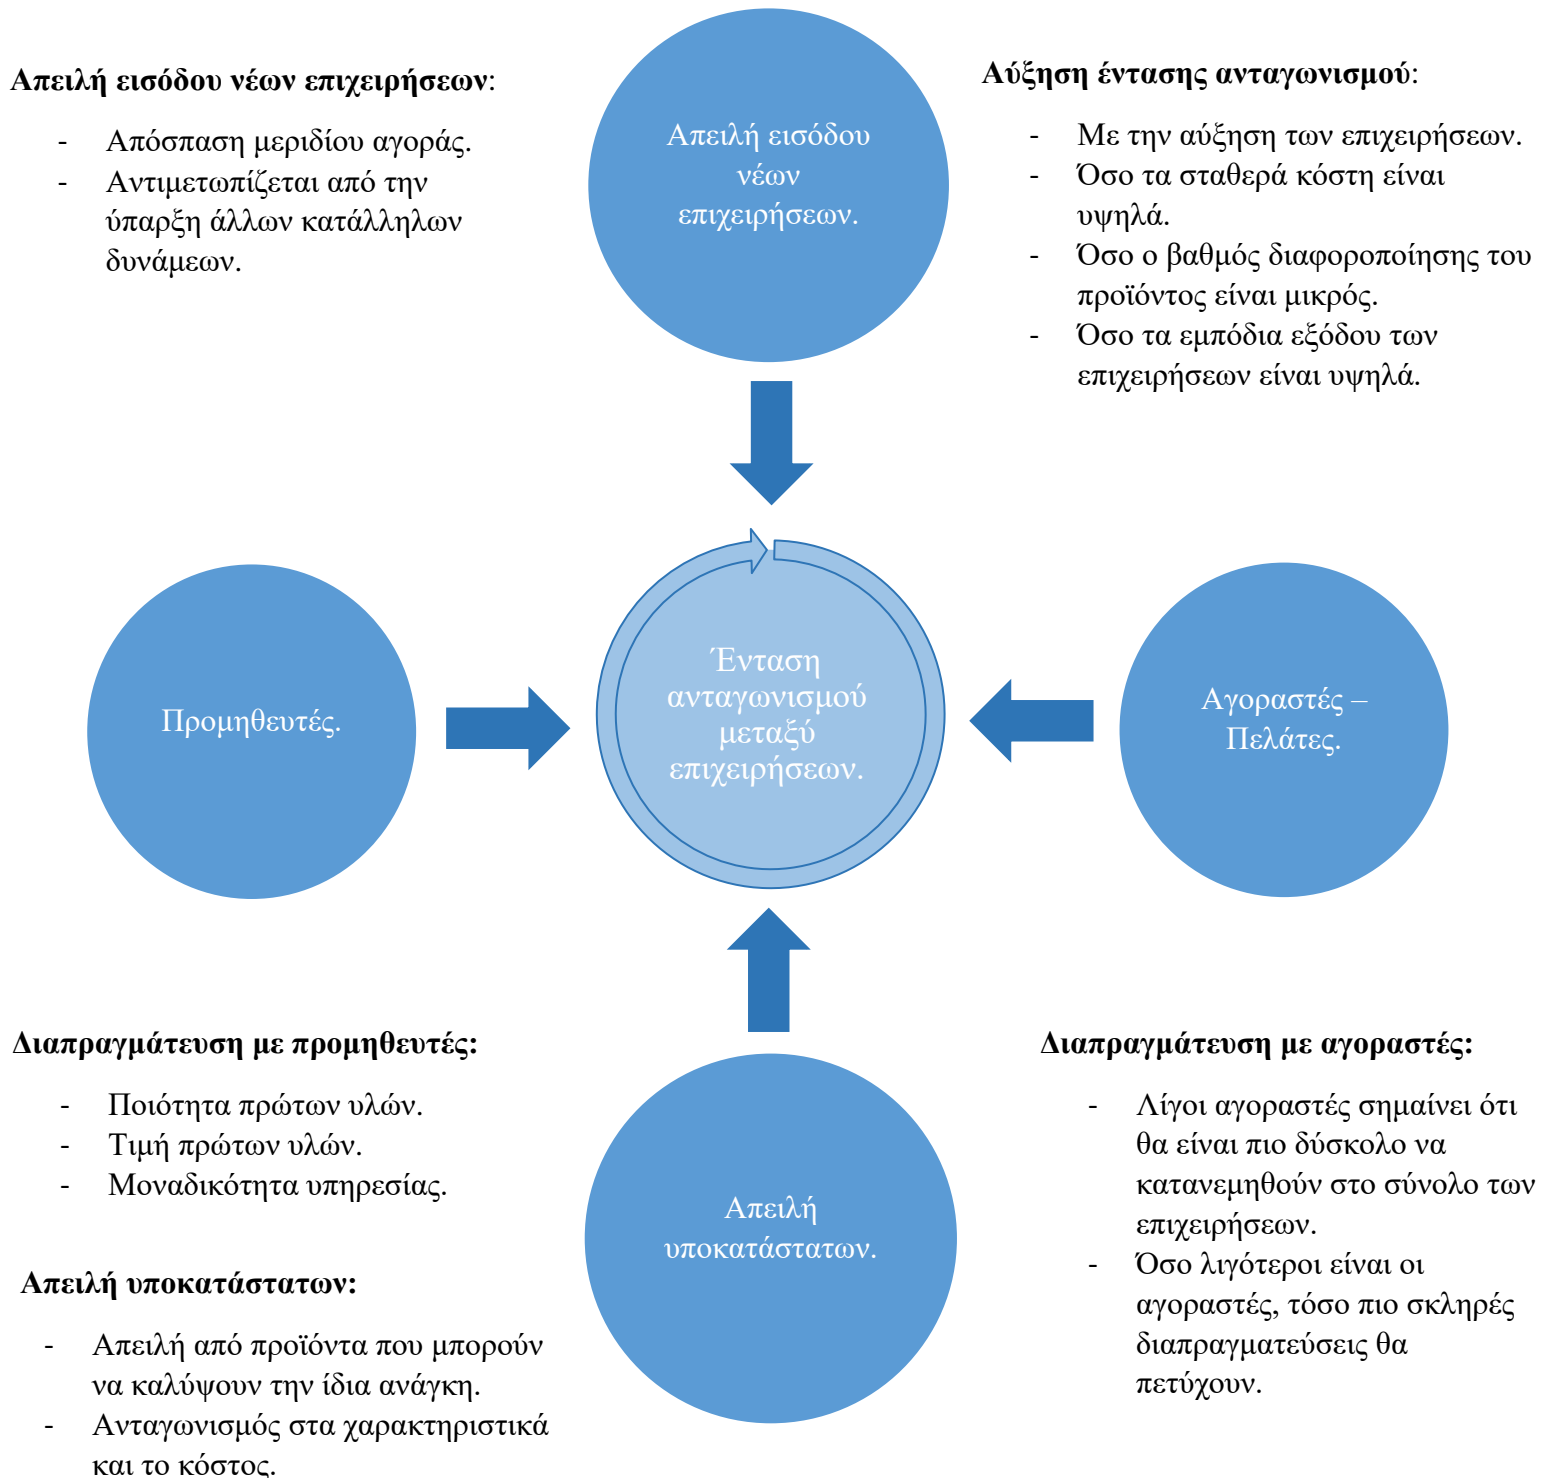 Απειλή εισόδου νέων επιχειρήσεων:
- Απόσπαση μεριδίου αγοράς.
- Αντιμετωπίζεται από την
ύπαρξη άλλων κατάλληλων
δυνάμεων.
Απειλή εισόδου
νέων
επιχειρήσεων.
Αύξηση έντασης ανταγωνισμού:
- Με την αύξηση των επιχειρήσεων.
- Όσο τα σταθερά κόστη είναι
υψηλά.
- Όσο ο βαθμός διαφοροποίησης του
προϊόντος είναι μικρός.
- Όσο τα εμπόδια εξόδου των
επιχειρήσεων είναι υψηλά.
Προμηθευτές.
Ένταση
ανταγωνισμού
μεταξύ
επιχειρήσεων.
Αγοραστές –
Πελάτες.
Διαπραγμάτευση με προμηθευτές:
- Ποιότητα πρώτων υλών.
- Τιμή πρώτων υλών.
- Μοναδικότητα υπηρεσίας.
Απειλή υποκατάστατων:
- Απειλή από προϊόντα που μπορούν
να καλύψουν την ίδια ανάγκη.
- Ανταγωνισμός στα χαρακτηριστικά
και το κόστος.
Απειλή
υποκατάστατων.
Διαπραγμάτευση με αγοραστές:
- Λίγοι αγοραστές σημαίνει ότι
θα είναι πιο δύσκολο να
κατανεμηθούν στο σύνολο των
επιχειρήσεων.
- Όσο λιγότεροι είναι οι
αγοραστές, τόσο πιο σκληρές
διαπραγματεύσεις θα
πετύχουν.